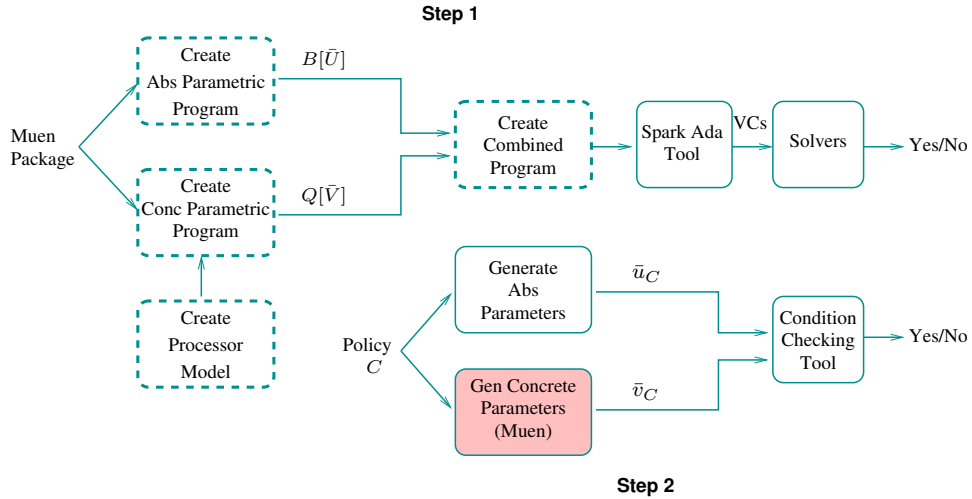 Step 1
Create
Abs Parametric
Program
B[Ū]
Muen
Package
Create
Conc Parametric
Program
Q[V̄]
Create
Processor
Model
Create
Combined
Program
Spark Ada
Tool
VCs
Solvers
Yes/No
Policy
C
Generate
Abs
Parameters
ū_C
Gen Concrete
Parameters
(Muen)
v̄_C
Condition
Checking
Tool
Yes/No
Step 2